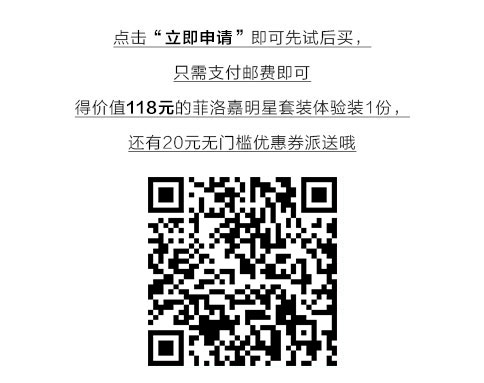 点击“立即申请”即可先试后买，
只需支付邮费即可
得价值118元的菲洛嘉明星套装体验装1份，
还有20元无门槛优惠券派送哦